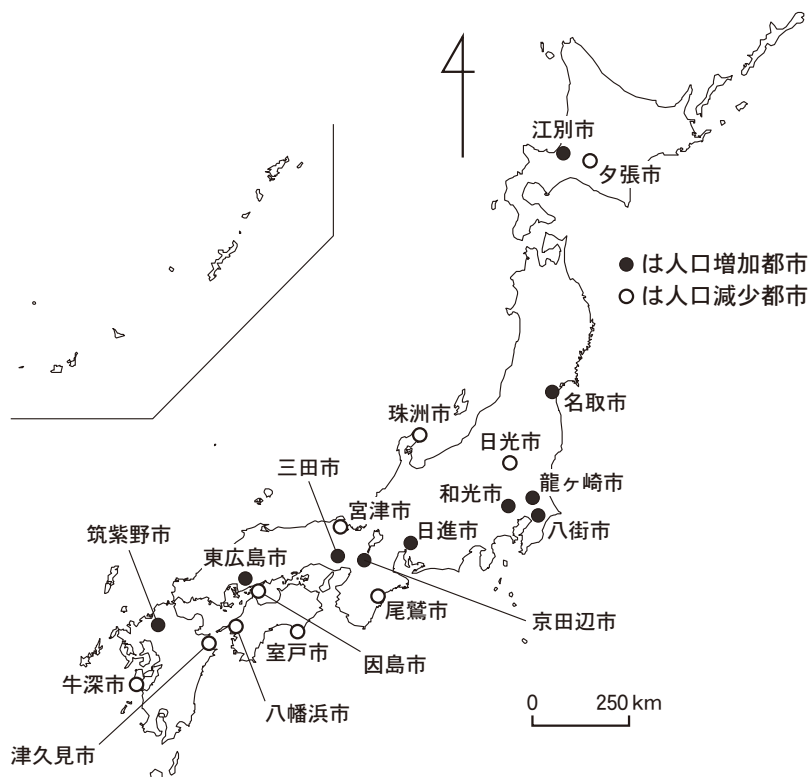 江別市
夕張市
●は人口増加都市
○は人口減少都市
名取市
珠洲市
日光市
三田市
龍ヶ崎市
和光市
宮津市
八街市
日進市
筑紫野市
東広島市
尾鷲市
京田辺市
室戸市
因島市
牛深市
八幡浜市
津久見市
0 250 km